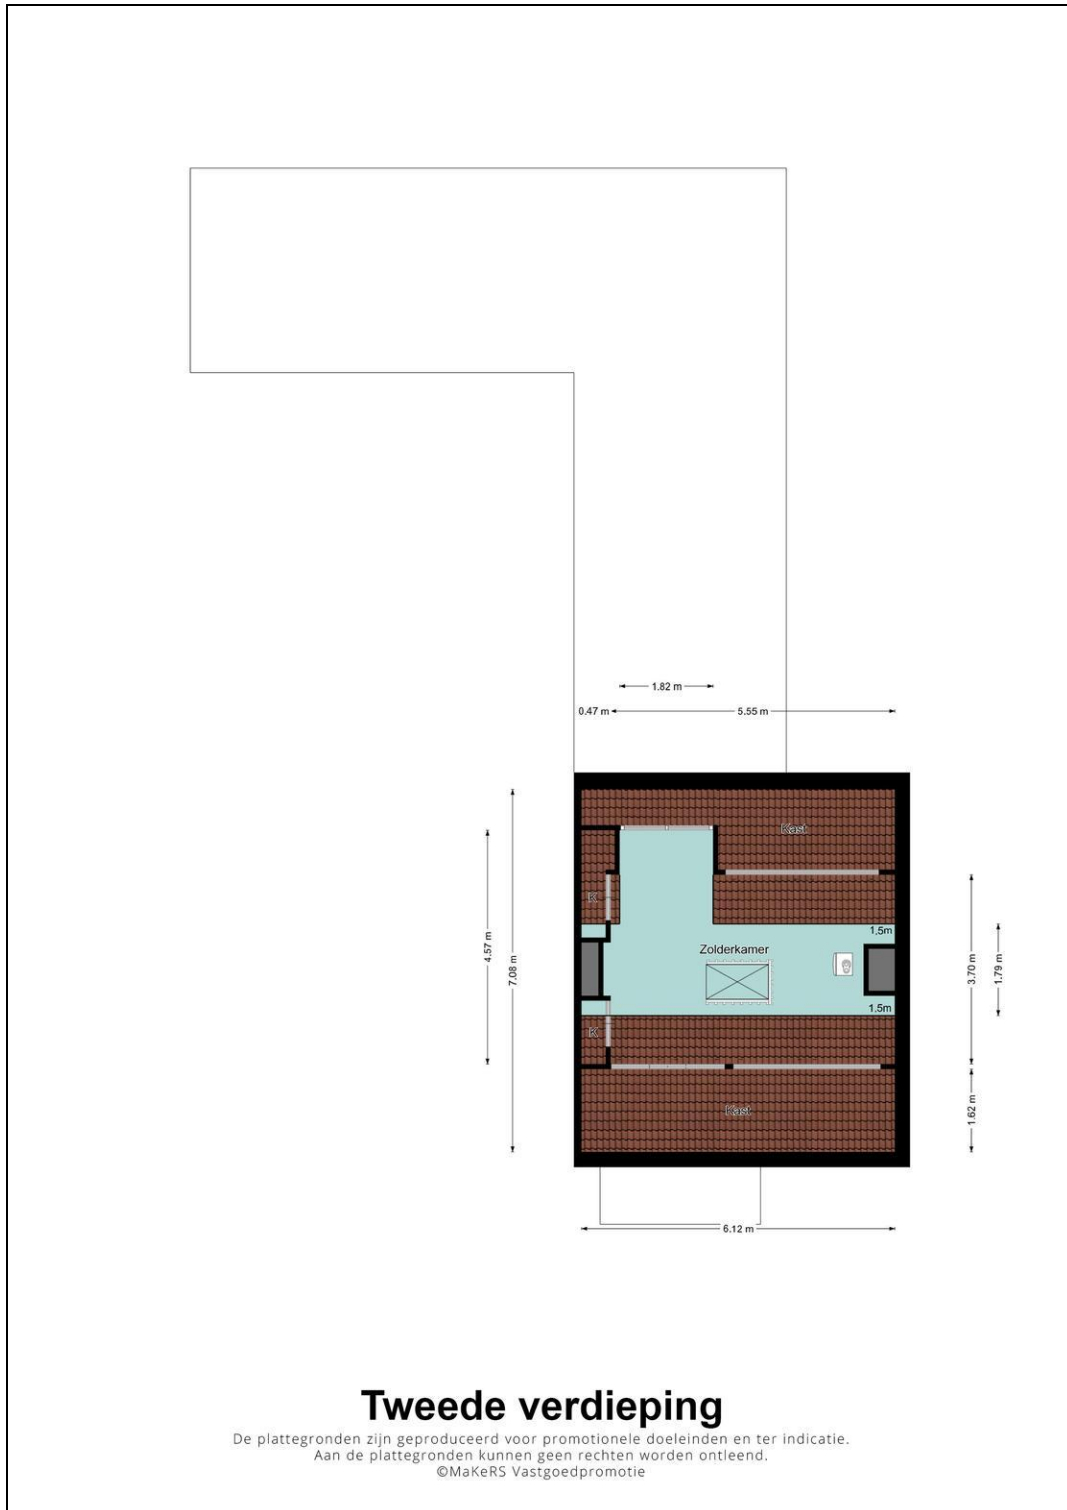 1.82 m
0.47 m
5.55 m
Kast
K
1,5m
Zolderkamer
4.57 m
7.08 m
3.70 m
1.79 m
1,5m
K
Kast
1.62 m
6.12 m
Tweede verdieping
De plattegronden zijn geproduceerd voor promotionele doeleinden en ter indicatie.
Aan de plattegronden kunnen geen rechten worden ontleend.
©MaKeRS Vastgoedpromotie